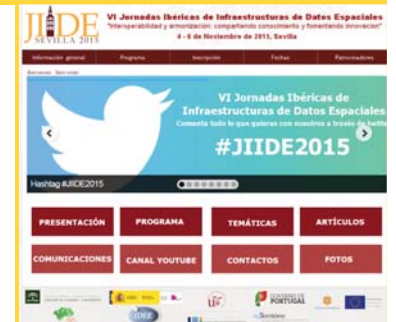 JIIDE
SEVILLA 2015
VI Jornadas Ibéricas de Infraestructuras de Datos Espaciales
"Interoperabilidad y armonización: compartiendo conocimiento y fomentando innovación"
4 - 6 de Noviembre de 2015, Sevilla
Información general
Programa
Inscripción
Fechas
Patrocinadores
VI Jornadas Ibéricas de
Infraestructuras de Datos Espaciales
Comenta todo lo que quieras con nosotros a través de twitter
#JIIDE2015
Hashtag #JIIDE2015
PRESENTACIÓN
PROGRAMA
TEMÁTICAS
ARTÍCULOS
COMUNICACIONES
CANAL YOUTUBE
CONTACTOS
FOTOS
GOVERNO DE
PORTUGAL